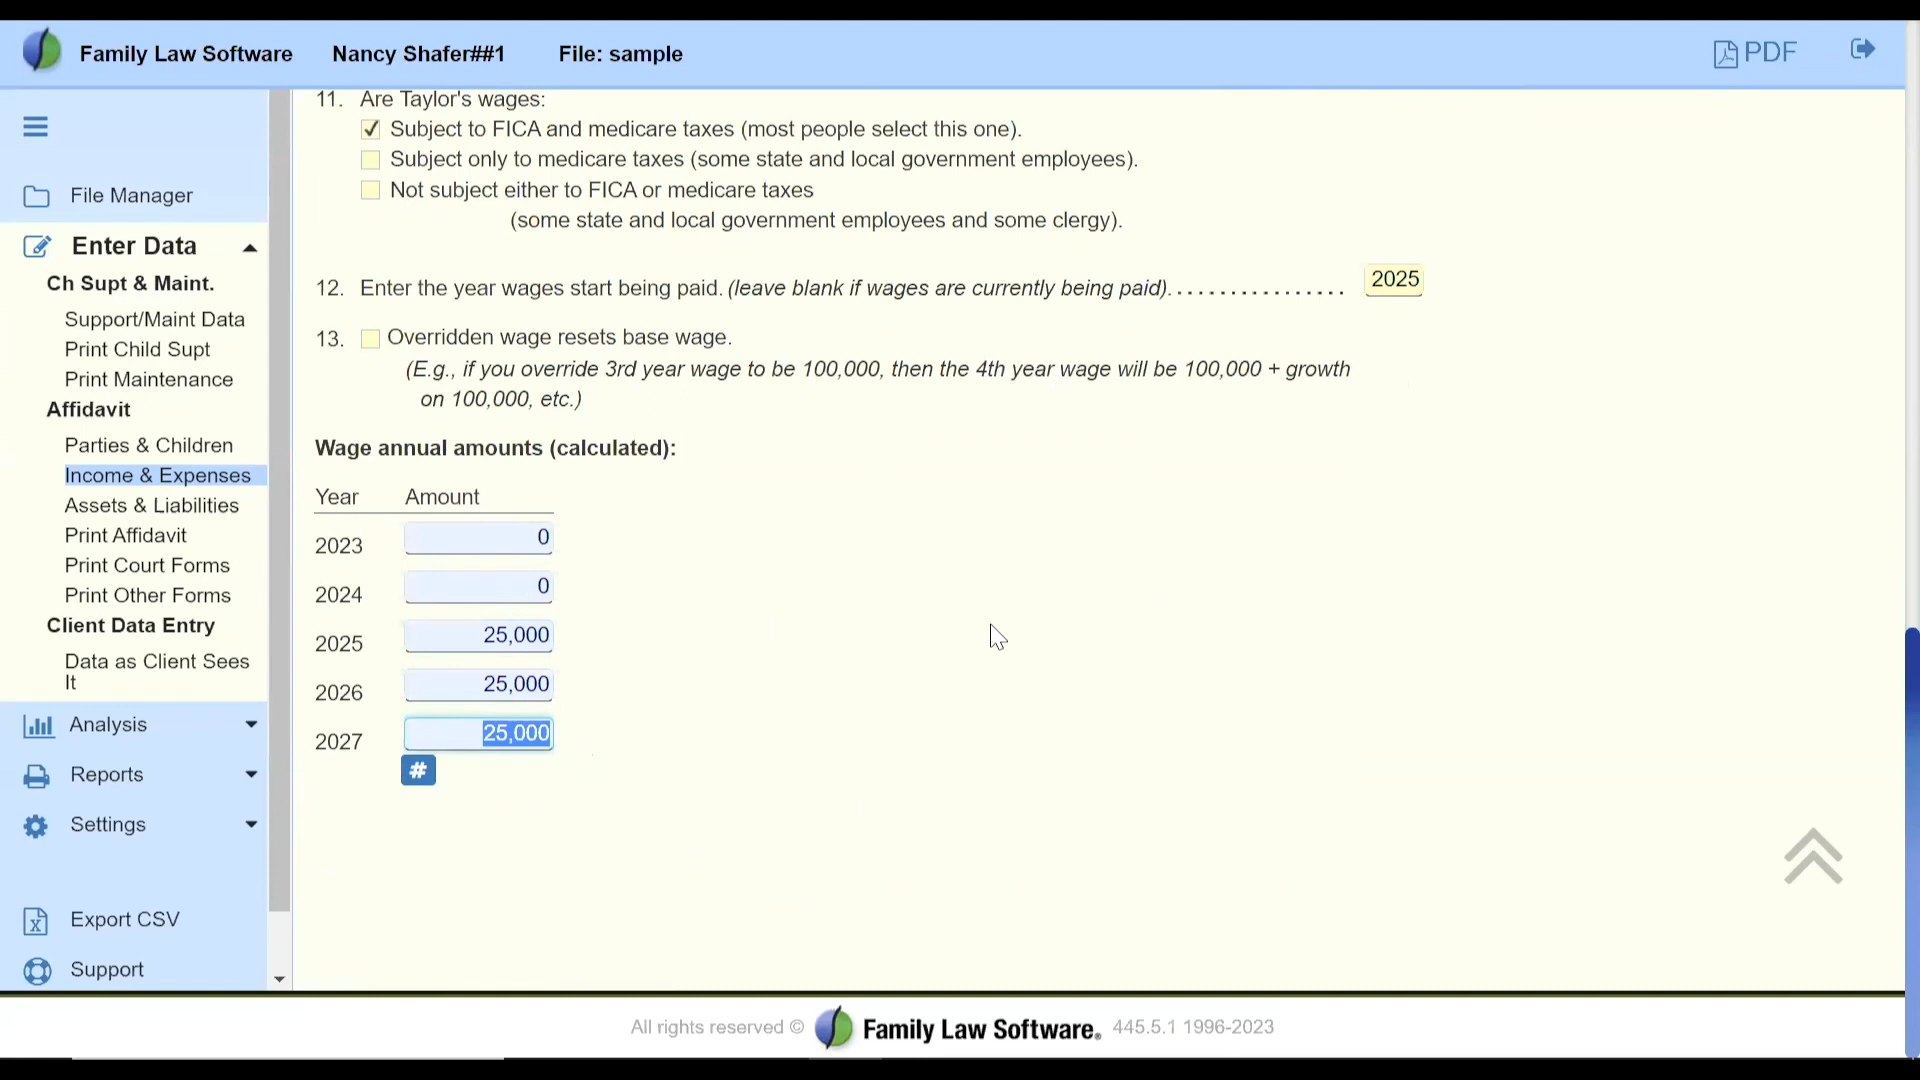 Family Law Software
Nancy Shafer##1
File: sample
PDF
File Manager
Enter Data
Ch Supt & Maint.
Support/Maint Data
Print Child Supt
Print Maintenance
Affidavit
Parties & Children
Income & Expenses
Assets & Liabilities
Print Affidavit
Print Court Forms
Print Other Forms
Client Data Entry
Data as Client Sees
It
Analysis
Reports
Settings
Export CSV
Support
11. Are Taylor's wages:
Subject to FICA and medicare taxes (most people select this one).
Subject only to medicare taxes (some state and local government employees).
Not subject either to FICA or medicare taxes
(some state and local government employees and some clergy).
12. Enter the year wages start being paid. (leave blank if wages are currently being paid)................ 2025
13. Overridden wage resets base wage.
(E.g., if you override 3rd year wage to be 100,000, then the 4th year wage will be 100,000 + growth
on 100,000, etc.)
Wage annual amounts (calculated):
Year Amount
2023 0
2024 0
2025 25,000
2026 25,000
2027 25,000
#
All rights reserved © Family Law Software® 445.5.1 1996-2023